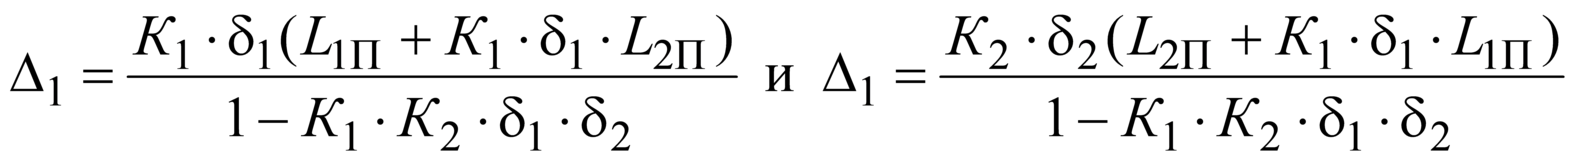 Δ₁ = K₁·δ₁(L₁П + K₁·δ₁·L₂П) / 1 − K₁·K₂·δ₁·δ₂ и Δ₁ = K₂·δ₂(L₂П + K₁·δ₁·L₁П) / 1 − K₁·K₂·δ₁·δ₂